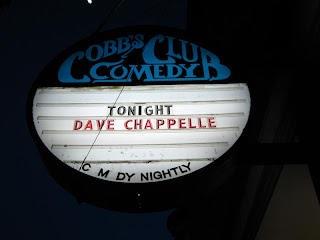 COBB'S CLUB
COMEDY
TONIGHT
DAVE CHAPPELLE
C M DY NIGHTLY